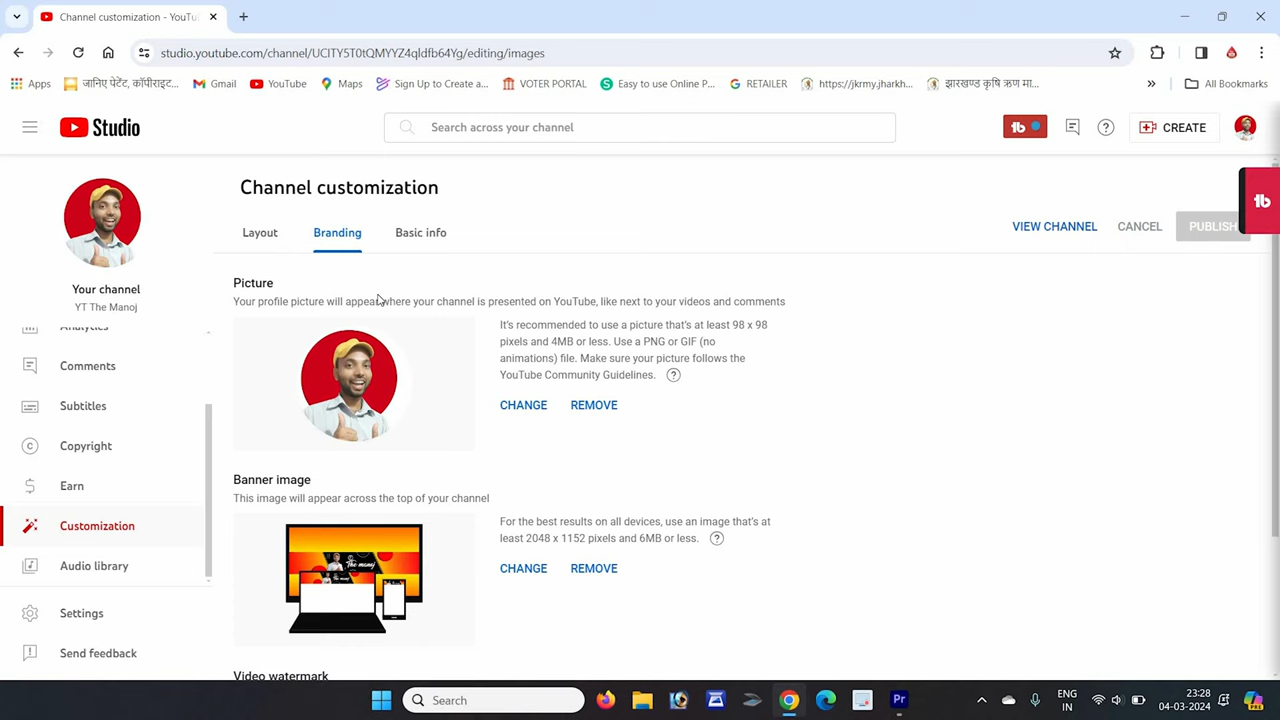 Channel customization - YouTu
studio.youtube.com/channel/UCITY5T0tQMYYZ4qldfb64Yg/editing/images
Apps
जानिए पेटेंट, कॉपीराइट...
Gmail
YouTube
Maps
Sign Up to Create a...
VOTER PORTAL
Easy to use Online P...
RETAILER
https://jkrmy.jharkh...
झारखण्ड कृषि ऋण मा...
All Bookmarks
Studio
Search across your channel
CREATE
Channel customization
Layout
Branding
Basic info
VIEW CHANNEL
CANCEL
PUBLISH
Your channel
YT The Manoj
Analytics
Comments
Subtitles
Copyright
Earn
Customization
Audio library
Settings
Send feedback
Picture
Your profile picture will appear where your channel is presented on YouTube, like next to your videos and comments
It's recommended to use a picture that's at least 98 x 98
pixels and 4MB or less. Use a PNG or GIF (no
animations) file. Make sure your picture follows the
YouTube Community Guidelines.
CHANGE
REMOVE
Banner image
This image will appear across the top of your channel
The manoj
For the best results on all devices, use an image that's at
least 2048 x 1152 pixels and 6MB or less.
CHANGE
REMOVE
Video watermark
Search
Pr
ENG
IN
23:28
04-03-2024